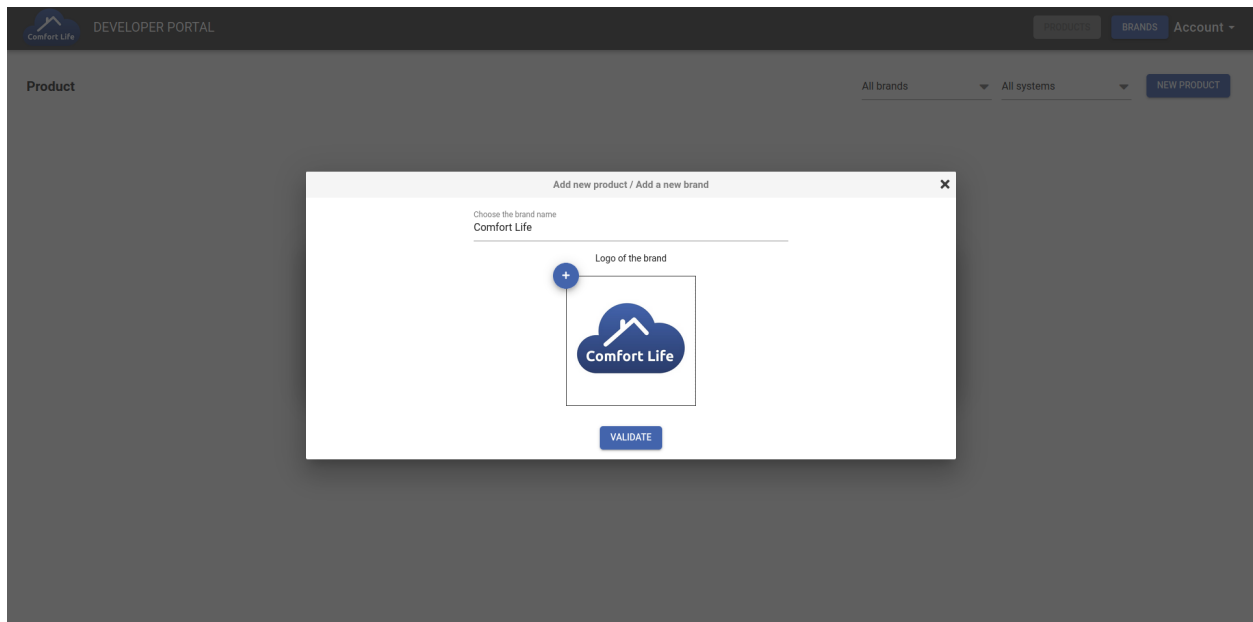 Comfort Life
DEVELOPER PORTAL
PRODUCTS
BRANDS
Account
Product
All brands
All systems
NEW PRODUCT
Add new product / Add a new brand
Choose the brand name
Comfort Life
Logo of the brand
+
Comfort Life
VALIDATE